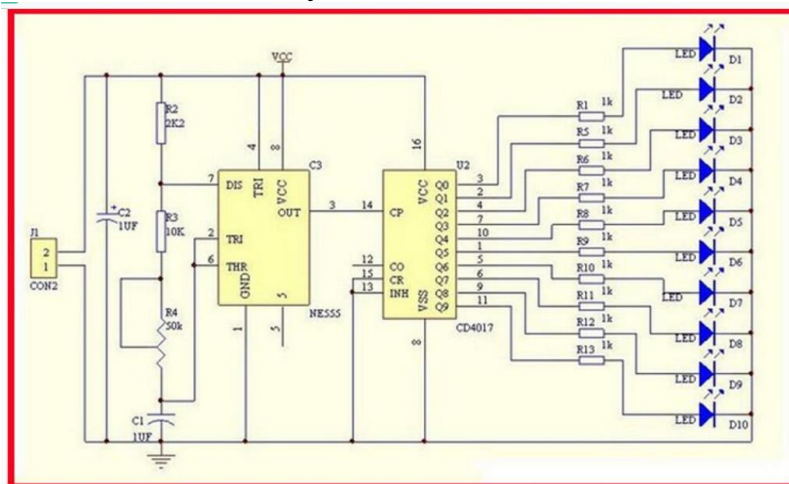 VCC
R2
2K2
4
8
16
C3
U2
7
DIS
TRI
VCC
OUT
3
14
CP
VCC
C2
1UF
R3
10K
2
TRI
6
THR
GND
5
NE555
1
5
J1
2
1
CON2
R4
50k
C1
1UF
12
CO
15
CR
13
INH
VSS
8
CD4017
Q0
3
Q1
2
Q2
4
Q3
7
Q4
10
Q5
1
Q6
5
Q7
6
Q8
9
Q9
11
R1
1k
R5
1k
R6
1k
R7
1k
R8
1k
R9
1k
R10
1k
R11
1k
R12
1k
R13
1k
LED
D1
LED
D2
LED
D3
LED
D4
LED
D5
LED
D6
LED
D7
LED
D8
LED
D9
LED
D10